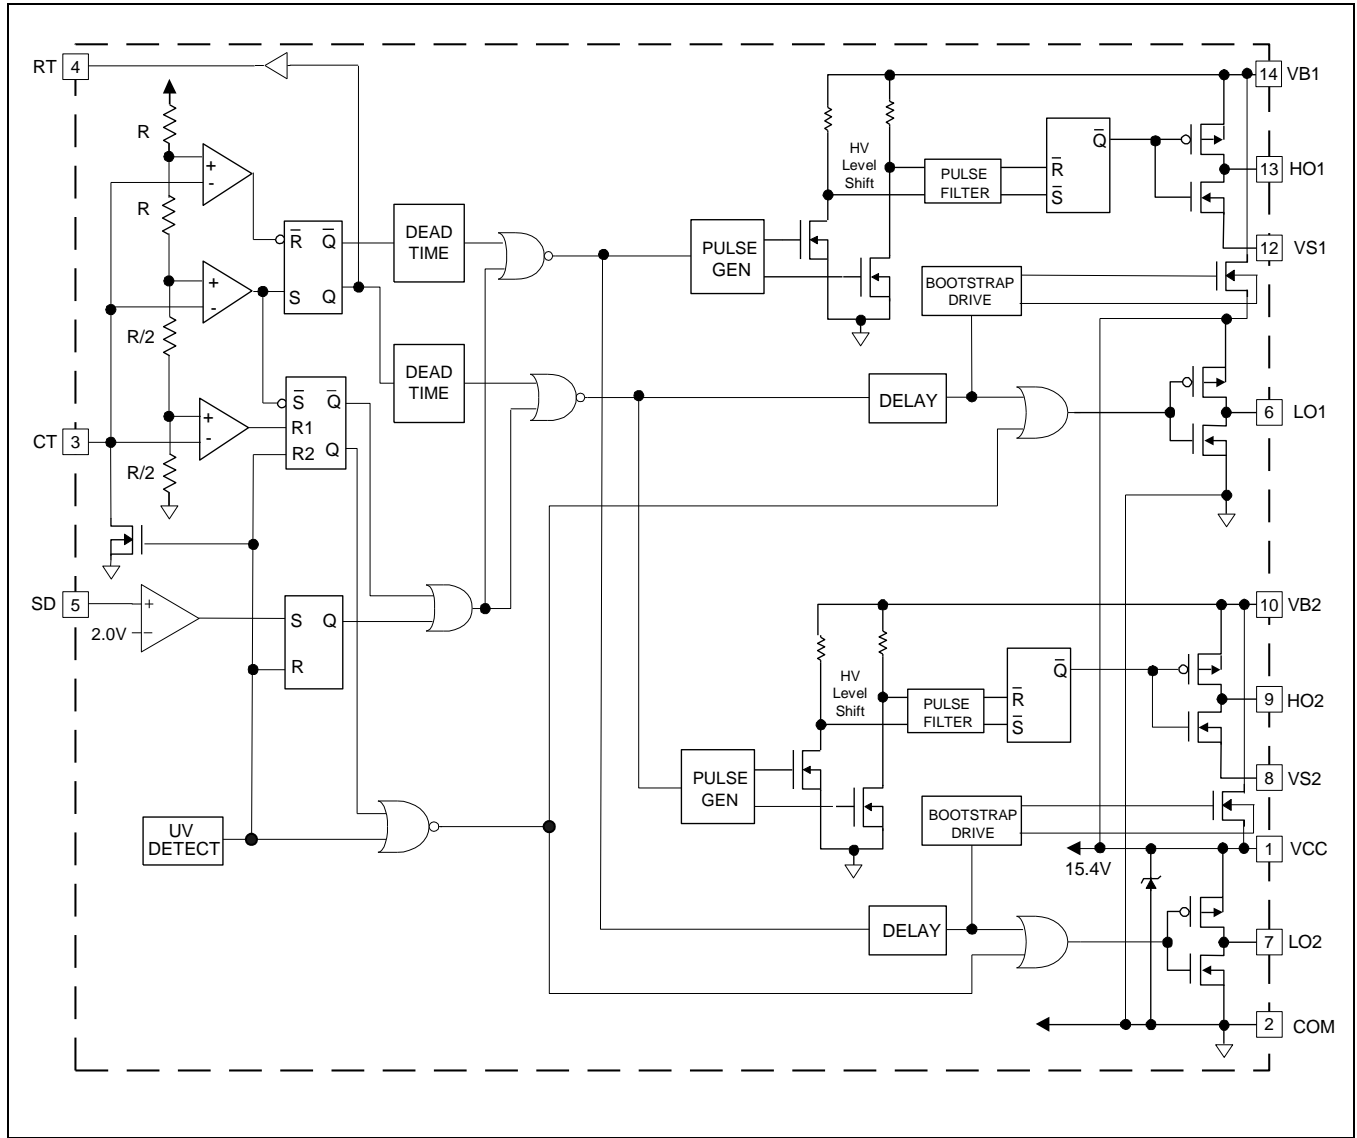 RT 4
14 VB1
R
+
-
HV
Level
Shift
PULSE
FILTER
R̅
S̅
Q̅
13 HO1
R
R̅ Q̅
S Q
DEAD
TIME
PULSE
GEN
12 VS1
BOOTSTRAP
DRIVE
+
-
R/2
DEAD
TIME
15.4V
S̅ Q̅
R1
R2 Q
DELAY
6 LO1
CT 3
+
-
R/2
SD 5
+
2.0V
-
S Q
R
10 VB2
HV
Level
Shift
PULSE
FILTER
R̅
S̅
Q̅
9 HO2
PULSE
GEN
8 VS2
BOOTSTRAP
DRIVE
UV
DETECT
1 VCC
DELAY
7 LO2
2 COM